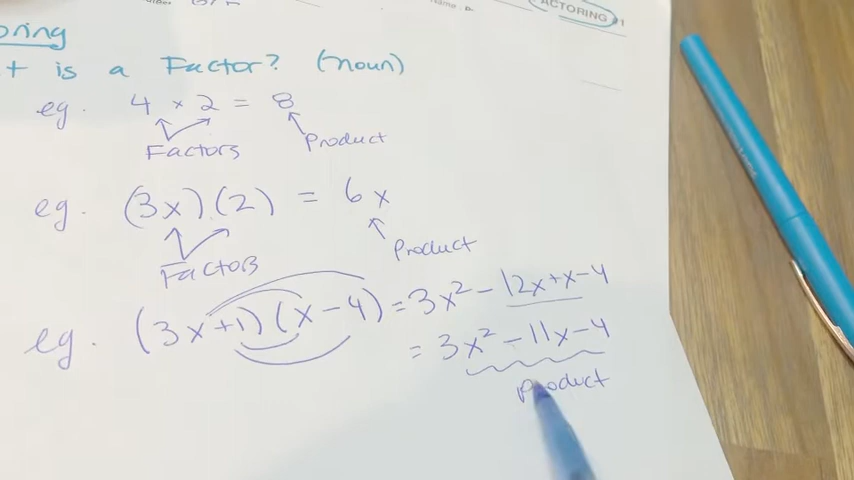 FACTORING 1
oring
t is a Factor? (noun)
eg. 4 × 2 = 8
Factors Product
eg. (3x)(2) = 6x
Factors Product
eg. (3x+1)(x-4) = 3x² - 12x+x-4
= 3x² - 11x - 4
Product